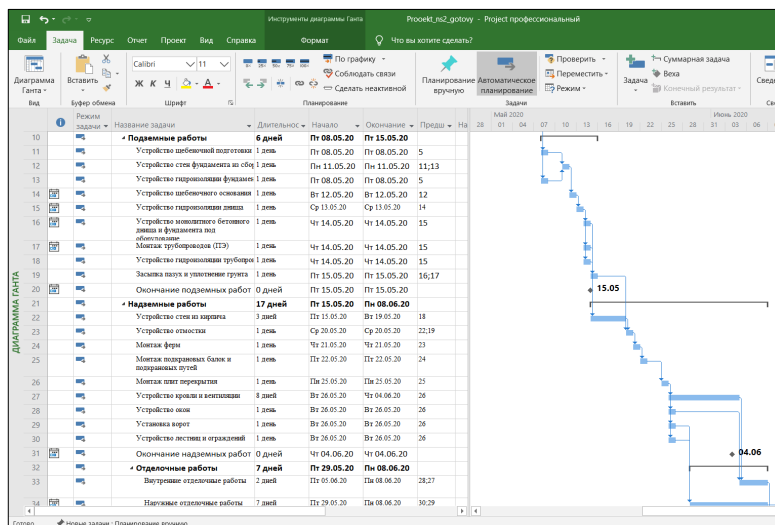 Инструменты диаграммы Ганта
Prooekt_ns2_gotovy - Project профессиональный
Файл Задача Ресурс Отчет Проект Вид Справка Формат Что вы хотите сделать?
Диаграмма Ганта
Вставить
Calibri 11
Ж К Ч
По графику
Соблюдать связи
Сделать неактивной
Планирование вручную
Автоматическое планирование
Проверить
Переместить
Режим
Задача
Суммарная задача
Веха
Конечный результат
Вид Буфер обмена Шрифт Планирование Задачи Вставить
Режим задачи Название задачи Длительнос Начало Окончание Предш На
Май 2020 Июнь 2020
28 01 04 07 10 13 16 19 22 25 28 31 03 06
10 Подземные работы 6 дней Пт 08.05.20 Пт 15.05.20
11 Устройство щебеночной подготовки 1 день Пт 08.05.20 Пт 08.05.20 5
12 Устройство стен фундамента из сбор 1 день Пн 11.05.20 Пн 11.05.20 11;13
13 Устройство гидроизоляции фундамен 1 день Пт 08.05.20 Пт 08.05.20 5
14 Устройство щебеночного основания 1 день Вт 12.05.20 Вт 12.05.20 12
15 Устройство гидроизоляции днища 1 день Ср 13.05.20 Ср 13.05.20 14
16 Устройство монолитного бетонного днища и фундамента под оборудование 1 день Чт 14.05.20 Чт 14.05.20 15
17 Монтаж трубопроводов (ПЭ) 1 день Чт 14.05.20 Чт 14.05.20 15
18 Устройство гидроизоляции трубопров 1 день Чт 14.05.20 Чт 14.05.20 15
19 Засыпка пазух и уплотнение грунта 1 день Пт 15.05.20 Пт 15.05.20 16;17
20 Окончание подземных работ 0 дней Пт 15.05.20 Пт 15.05.20
15.05
21 Надземные работы 17 дней Пт 15.05.20 Пн 08.06.20
22 Устройство стен из кирпича 3 дней Пт 15.05.20 Вт 19.05.20 18
23 Устройство отмостки 1 день Ср 20.05.20 Ср 20.05.20 22;19
24 Монтаж ферм 1 день Чт 21.05.20 Чт 21.05.20 23
25 Монтаж подкрановых балок и подкрановых путей 1 день Пт 22.05.20 Пт 22.05.20 24
26 Монтаж плит перекрытия 1 день Пн 25.05.20 Пн 25.05.20 25
27 Устройство кровли и вентиляции 8 дней Вт 26.05.20 Чт 04.06.20 26
28 Устройство окон 1 день Вт 26.05.20 Вт 26.05.20 26
29 Установка ворот 1 день Вт 26.05.20 Вт 26.05.20 26
30 Устройство лестниц и ограждений 1 день Вт 26.05.20 Вт 26.05.20 26
31 Окончание надземных работ 0 дней Чт 04.06.20 Чт 04.06.20
04.06
32 Отделочные работы 7 дней Пт 29.05.20 Пн 08.06.20
33 Внутренние отделочные работы 2 дней Пт 05.06.20 Пн 08.06.20 28;27
34 Наружные отделочные работы 7 дней Пт 29.05.20 Пн 08.06.20 30;29
ДИАГРАММА ГАНТА
Готово Новые задачи : Планирование вручную